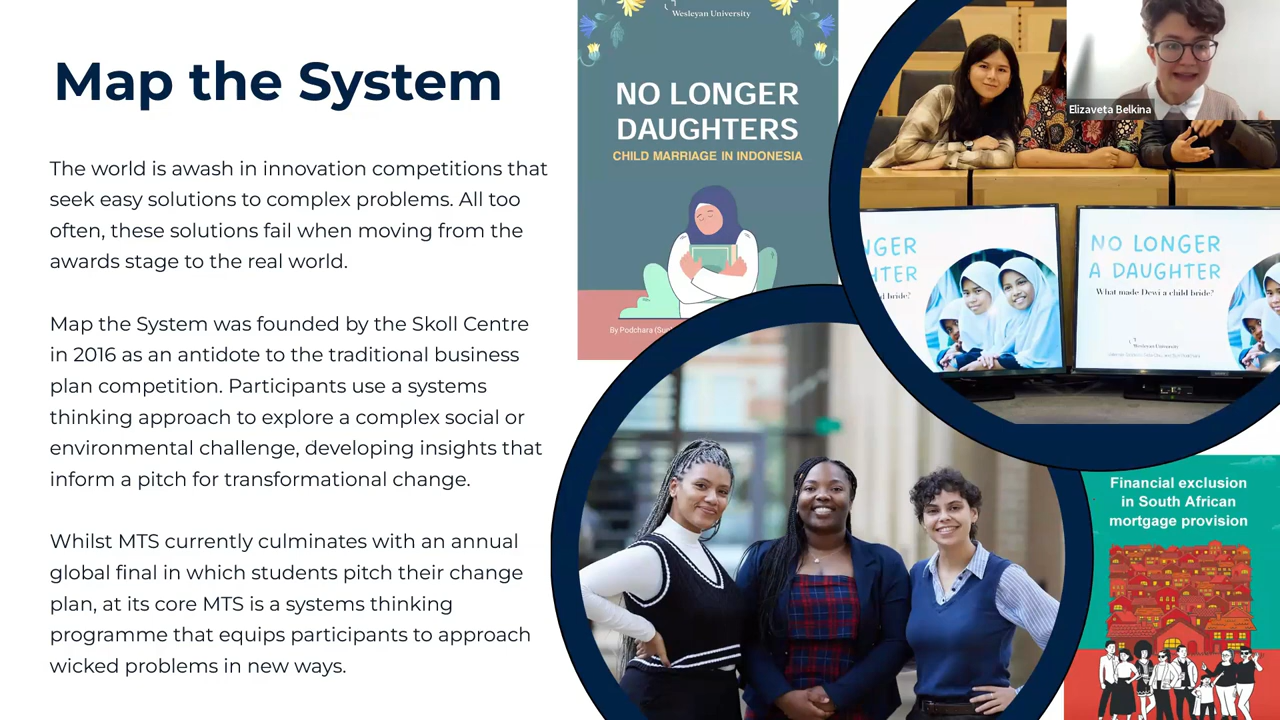 Map the System
The world is awash in innovation competitions that
seek easy solutions to complex problems. All too
often, these solutions fail when moving from the
awards stage to the real world.
Map the System was founded by the Skoll Centre
in 2016 as an antidote to the traditional business
plan competition. Participants use a systems
thinking approach to explore a complex social or
environmental challenge, developing insights that
inform a pitch for transformational change.
Whilst MTS currently culminates with an annual
global final in which students pitch their change
plan, at its core MTS is a systems thinking
programme that equips participants to approach
wicked problems in new ways.
Wesleyan University
NO LONGER
DAUGHTERS
CHILD MARRIAGE IN INDONESIA
By Podchara
Elizaveta Belkina
NGER
HTER
d bride?
NO LONGER
A DAUGHTER
What made Dewi a child bride?
Wesleyan University
Financial exclusion
in South African
mortgage provision